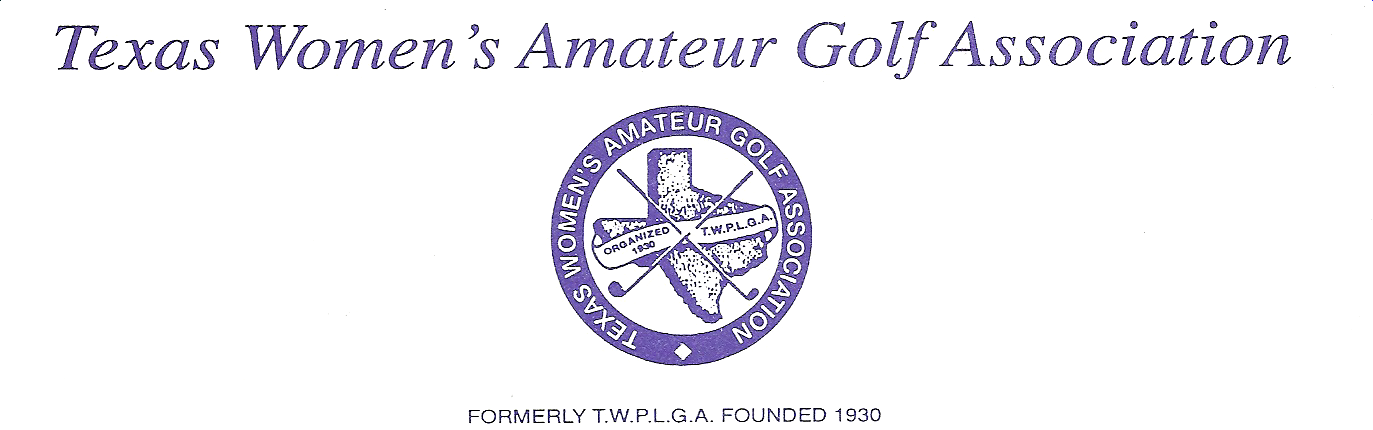 Texas Women's Amateur Golf Association
TEXAS WOMEN'S AMATEUR GOLF ASSOCIATION
ORGANIZED
1930
T.W.P.L.G.A.
FORMERLY T.W.P.L.G.A. FOUNDED 1930